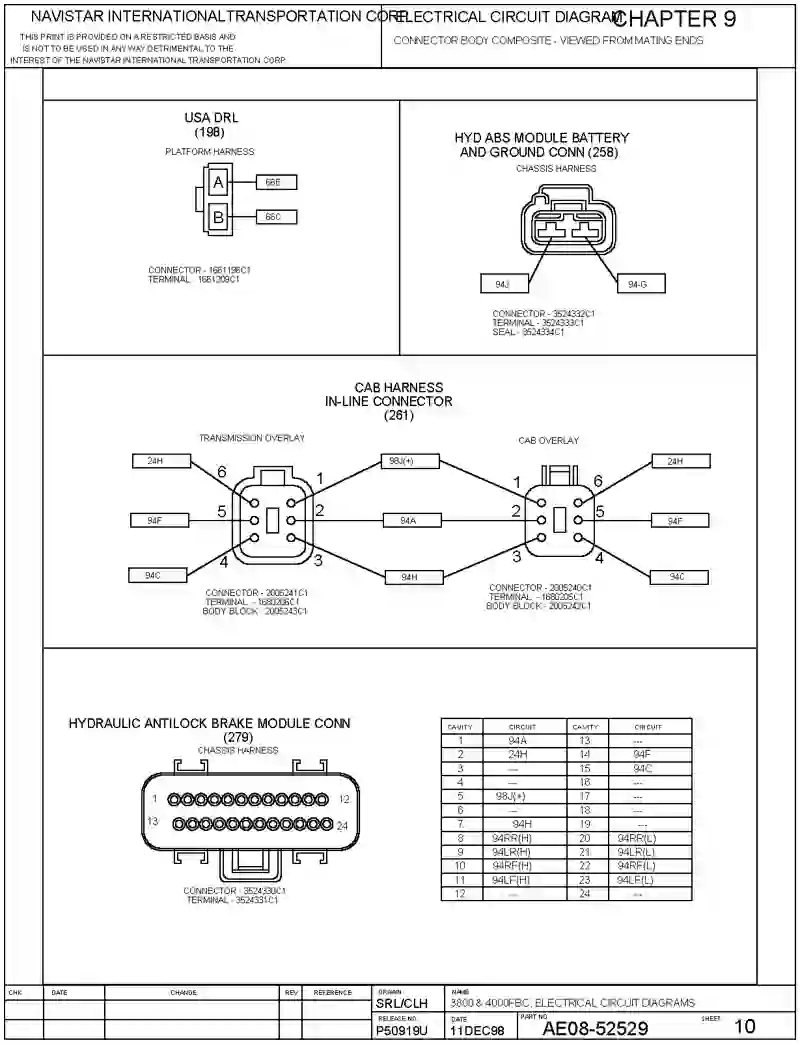 NAVISTAR INTERNATIONAL TRANSPORTATION CORP.
THIS PRINT IS PROVIDED ON A RESTRICTED BASIS AND
IS NOT TO BE USED IN ANY WAY DETRIMENTAL TO THE
INTEREST OF THE NAVISTAR INTERNATIONAL TRANSPORTATION CORP
ELECTRICAL CIRCUIT DIAGRAM
CHAPTER 9
CONNECTOR BODY COMPOSITE - VIEWED FROM MATING ENDS
USA DRL
(198)
PLATFORM HARNESS
A
B
CONNECTOR - 1661196C1
TERMINAL 1681209C1
HYD ABS MODULE BATTERY
AND GROUND CONN (258)
CHASSIS HARNESS
94J
94-G
CONNECTOR - 3524332C1
TERMINAL - 3524333C1
SEAL - 3524334C1
CAB HARNESS
IN-LINE CONNECTOR
(261)
TRANSMISSION OVERLAY
CAB OVERLAY
24H 6 1 98J(+) 1 6 24H
94F 5 2 94A 2 5 94F
94C 4 3 94H 3 4 94C
CONNECTOR - 2005241C1
TERMINAL - 1680205C1
BODY BLOCK - 2005243C1
CONNECTOR - 2005240C1
TERMINAL - 1680205C1
BODY BLOCK - 2005242C1
HYDRAULIC ANTILOCK BRAKE MODULE CONN
(279)
CHASSIS HARNESS
1 12
13 24
CONNECTOR - 3524330C1
TERMINAL - 3524331C1
CAVITY CIRCUIT CAVITY CIRCUIT
1 94A 13 ---
2 24H 14 94F
3 --- 15 94C
4 --- 16 ---
5 98J(+) 17 ---
6 --- 18 ---
7 94H 19 ---
8 94RR(H) 20 94RR(L)
9 94LR(H) 21 94LR(L)
10 94RF(H) 22 94RF(L)
11 94LF(H) 23 94LF(L)
12 --- 24 ---
CHK DATE CHANGE REV REFERENCE
DRAWN
SRL/CLH
NAME
3800 & 4000FBC, ELECTRICAL CIRCUIT DIAGRAMS
RELEASE NO.
P50919U
DATE
11DEC98
PART NO.
AE08-52529
SHEET 10